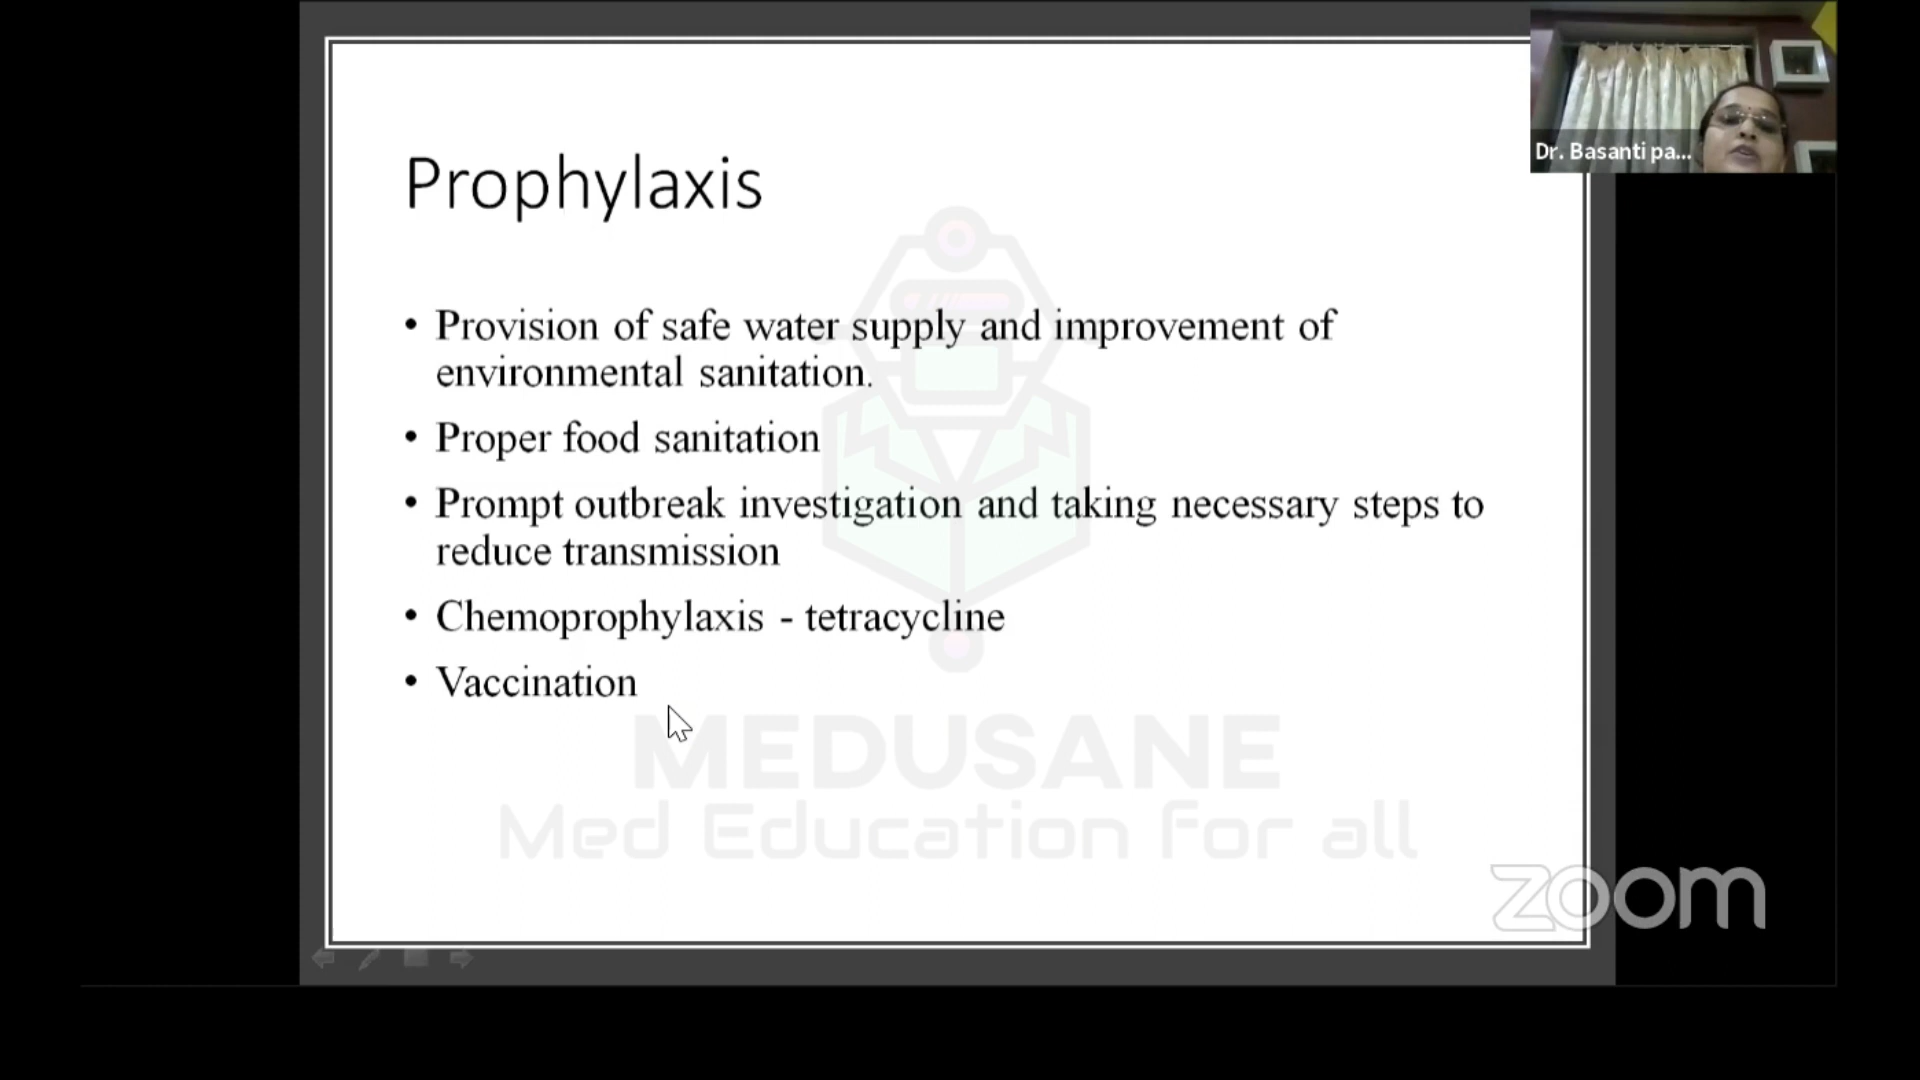 Dr. Basanti pa...
Prophylaxis
• Provision of safe water supply and improvement of
environmental sanitation.
• Proper food sanitation
• Prompt outbreak investigation and taking necessary steps to
reduce transmission
• Chemoprophylaxis - tetracycline
• Vaccination
MEDUSANE
Med Education for all
zoom